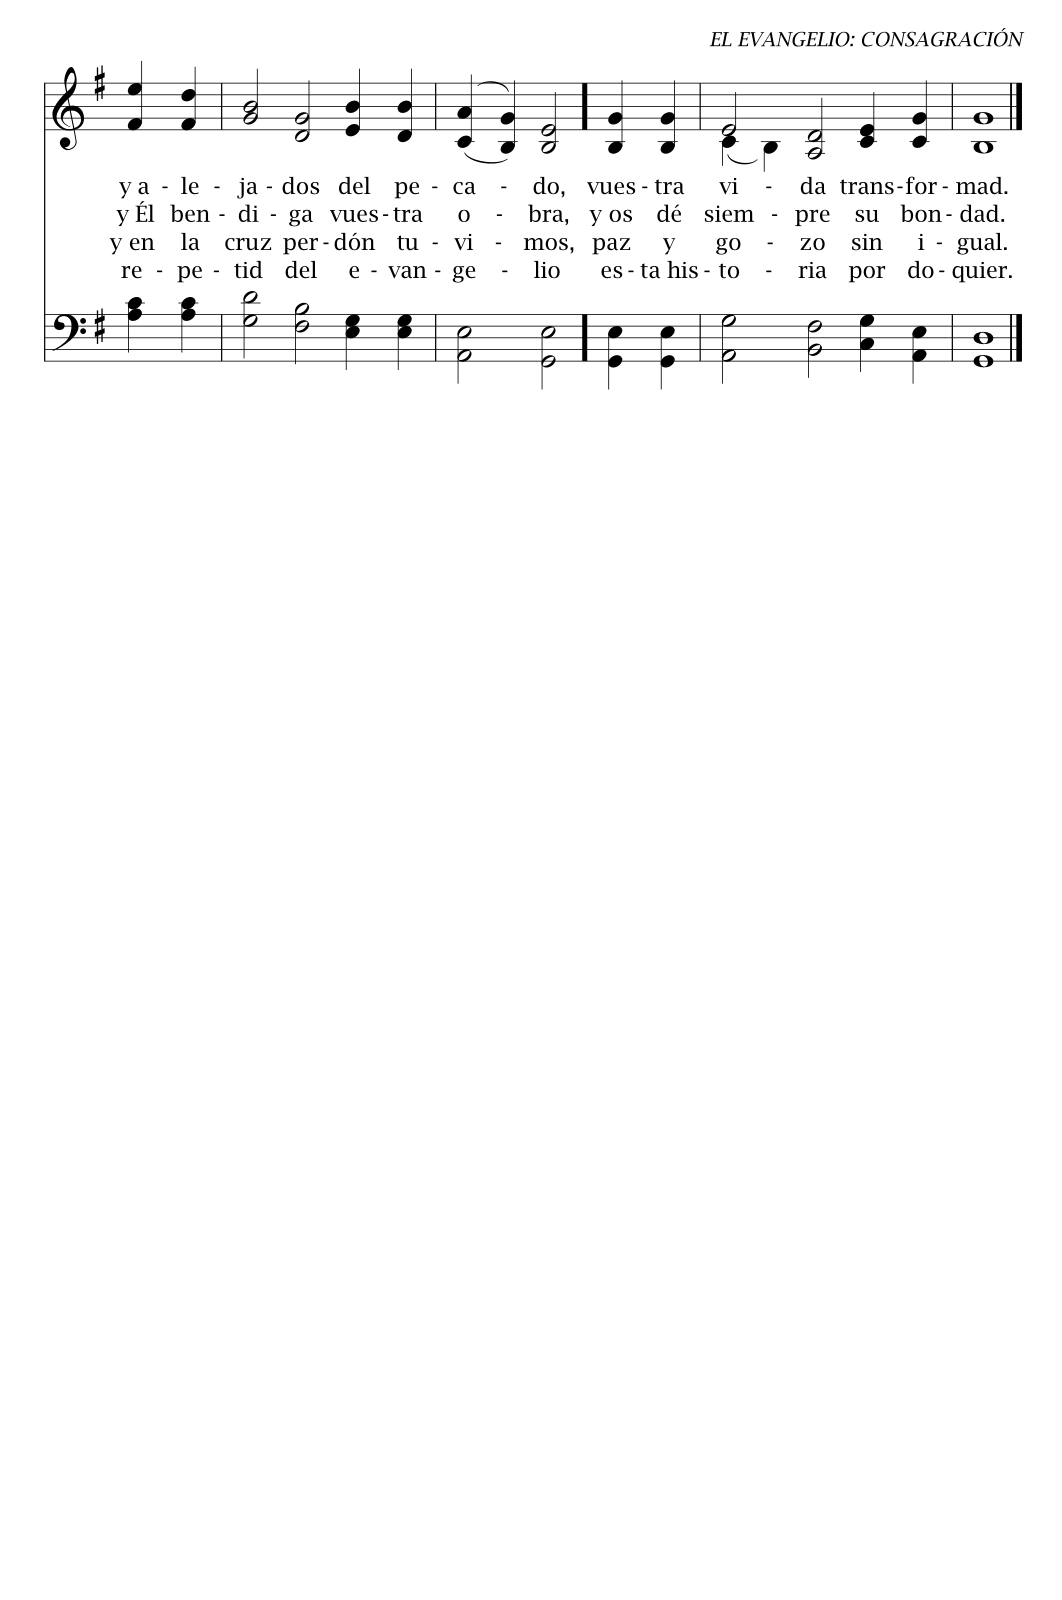 EL EVANGELIO: CONSAGRACIÓN
y a - le - ja - dos del pe - ca - do, vues - tra vi - da trans - for - mad.
y Él ben - di - ga vues - tra o - bra, y os dé siem - pre su bon - dad.
y en la cruz per - dón tu - vi - mos, paz y go - zo sin i - gual.
re - pe - tid del e - van - ge - lio es - ta his - to - ria por do - quier.